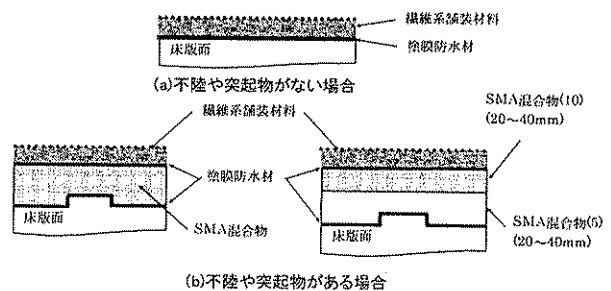 繊維系舗装材料
塗膜防水材
床版面
(a)不陸や突起物がない場合
繊維系舗装材料
SMA混合物(10)
(20～40mm)
塗膜防水材
床版面
SMA混合物
床版面
SMA混合物(5)
(20～40mm)
(b)不陸や突起物がある場合